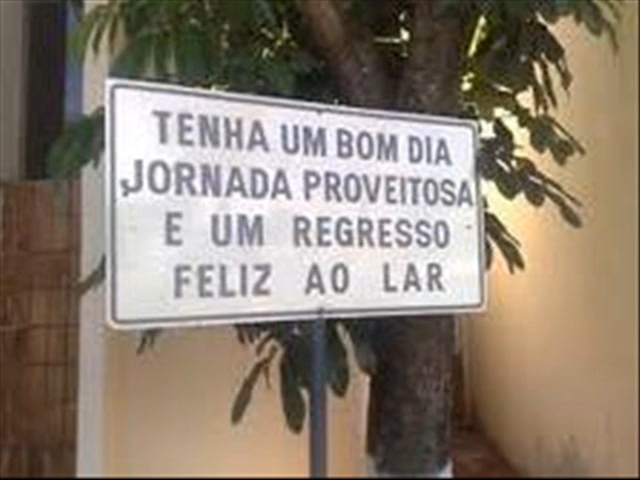 TENHA UM BOM DIA
JORNADA PROVEITOSA
E UM REGRESSO
FELIZ AO LAR